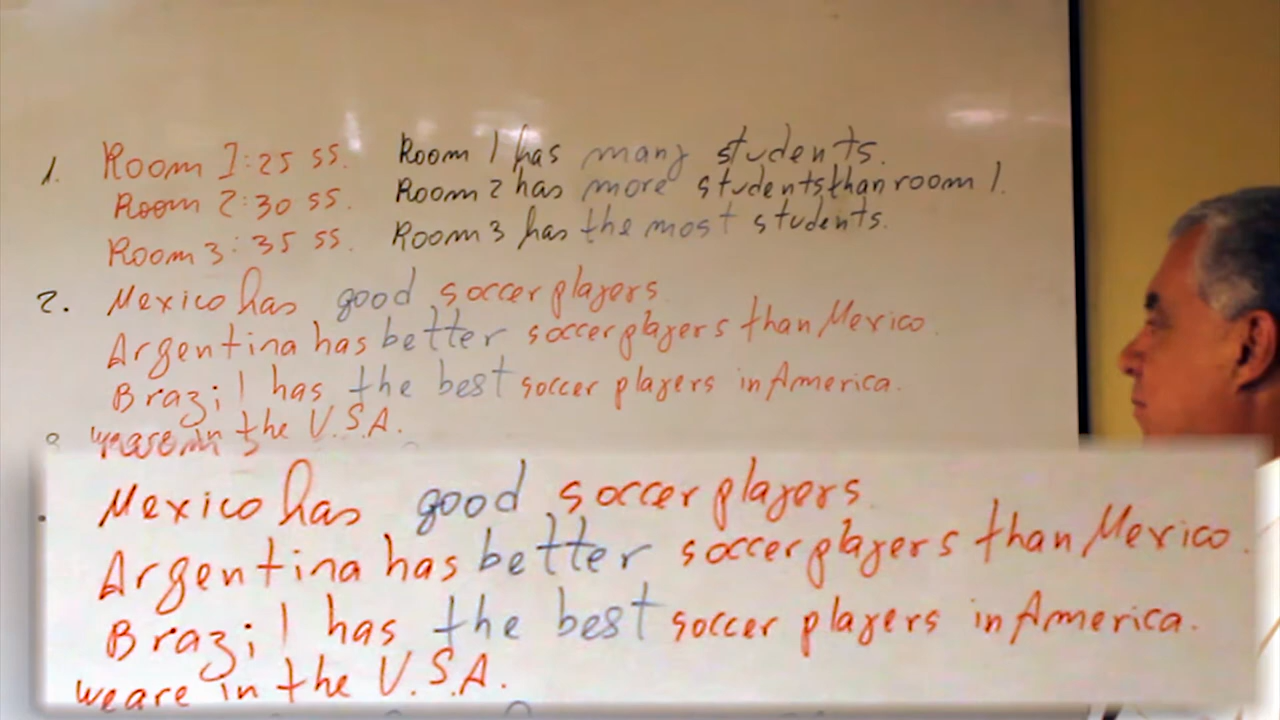 1. Room 1:25 ss. Room 1 has many students.
Room 2:30 ss. Room 2 has more students than room 1.
Room 3: 35 ss. Room 3 has the most students.
2. Mexico has good soccer players
Argentina has better soccer players than Mexico.
Brazil has the best soccer players in America.
we are in the U.S.A.
Mexico has good soccer players
Argentina has better soccer players than Mexico.
Brazil has the best soccer players in America.
we are in the U.S.A.